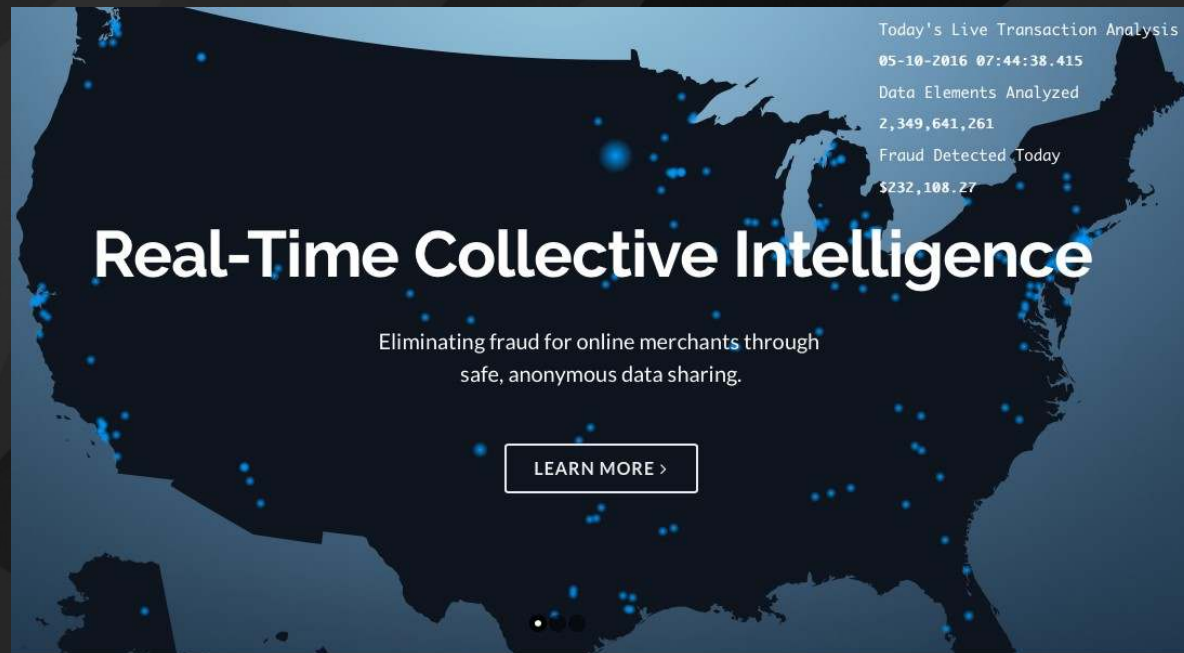 Today's Live Transaction Analysis
05-10-2016 07:44:38.415
Data Elements Analyzed
2,349,641,261
Fraud Detected Today
$232,108.27
Real-Time Collective Intelligence
Eliminating fraud for online merchants through
safe, anonymous data sharing.
LEARN MORE >